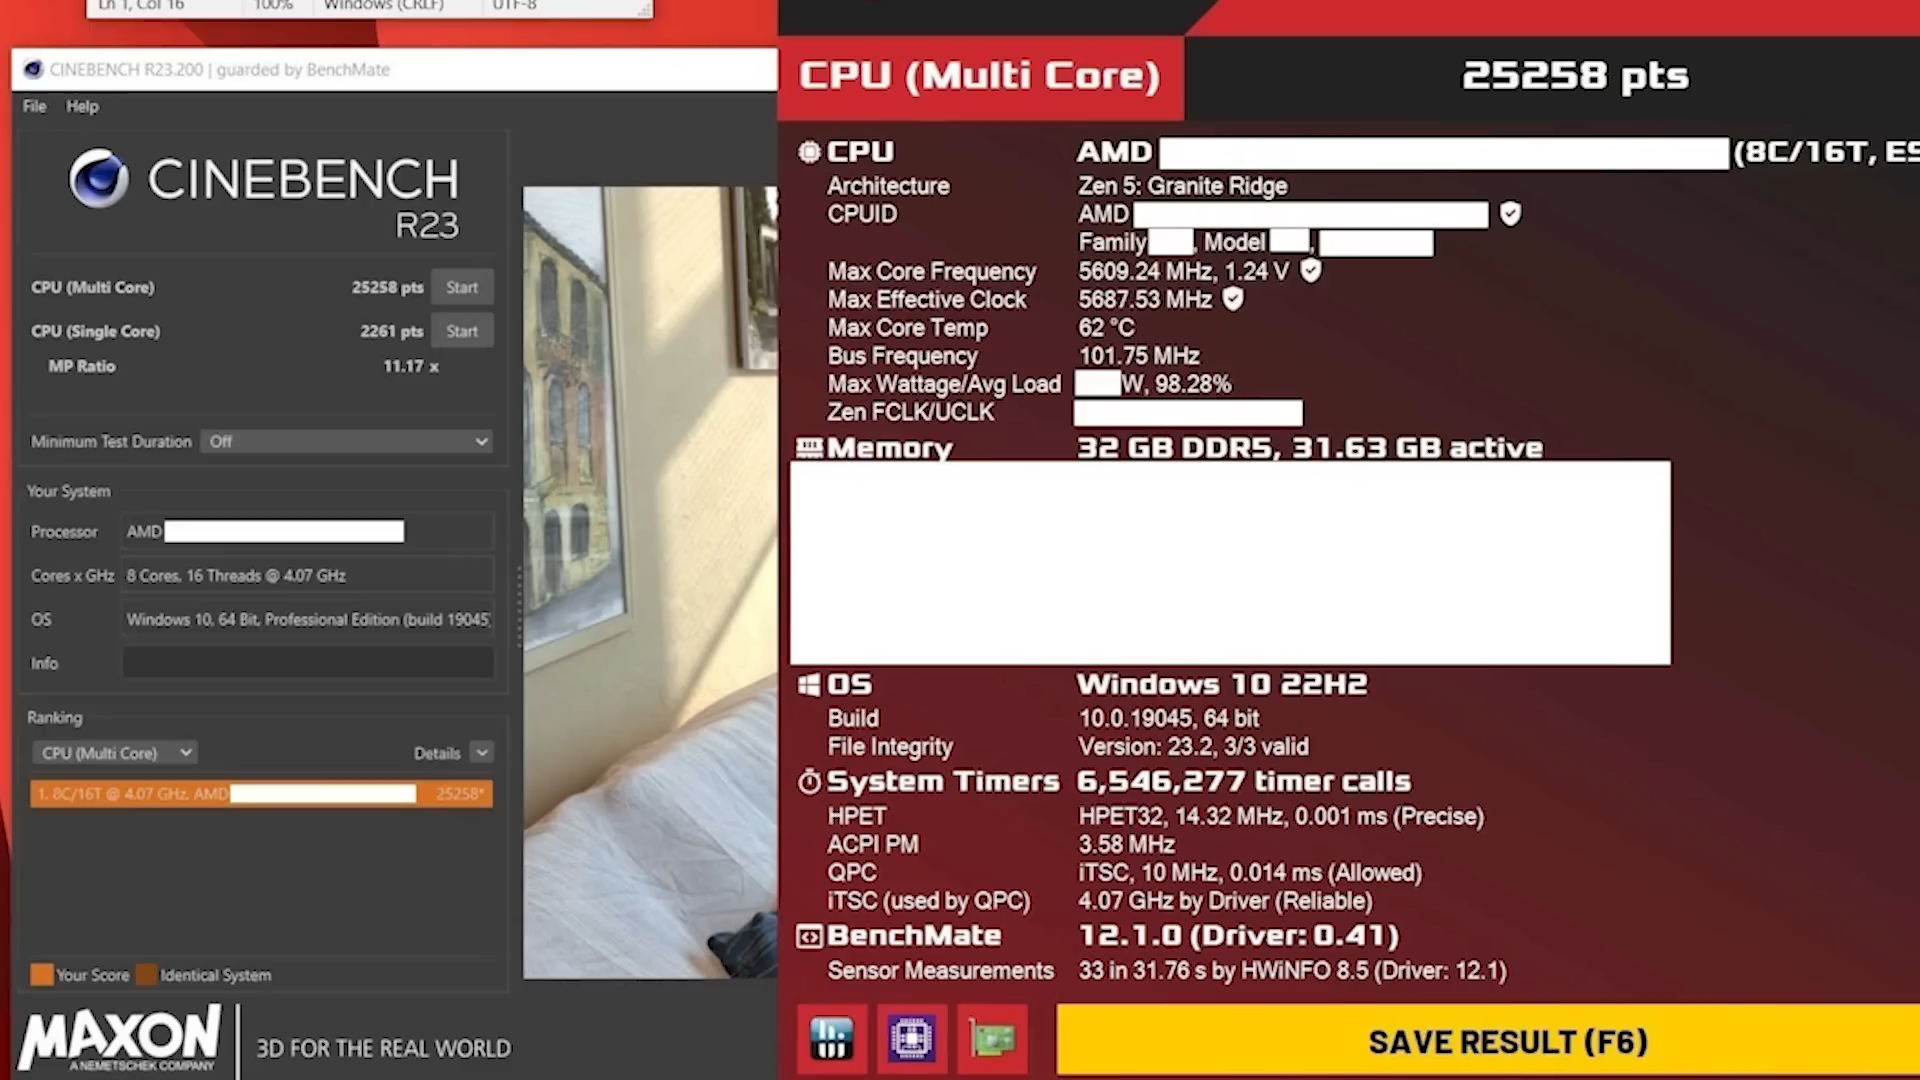 Ln 1, Col 16 100% Windows (CRLF) UTF-8
CINEBENCH R23.200 | guarded by BenchMate
File Help
CINEBENCH
R23
CPU (Multi Core) 25258 pts Start
CPU (Single Core) 2261 pts Start
MP Ratio 11.17 x
Minimum Test Duration Off
Your System
Processor AMD
Cores x GHz 8 Cores, 16 Threads @ 4.07 GHz
OS Windows 10, 64 Bit, Professional Edition (build 19045)
Info
Ranking
CPU (Multi Core) Details
1. 8C/16T @ 4.07 GHz, AMD 25258*
Your Score Identical System
MAXON
A NEMETSCHEK COMPANY
3D FOR THE REAL WORLD
CPU (Multi Core) 25258 pts
CPU AMD (8C/16T, ES
Architecture Zen 5: Granite Ridge
CPUID AMD
Family , Model ,
Max Core Frequency 5609.24 MHz, 1.24 V
Max Effective Clock 5687.53 MHz
Max Core Temp 62 °C
Bus Frequency 101.75 MHz
Max Wattage/Avg Load W, 98.28%
Zen FCLK/UCLK
Memory 32 GB DDR5, 31.63 GB active
OS Windows 10 22H2
Build 10.0.19045, 64 bit
File Integrity Version: 23.2, 3/3 valid
System Timers 6,546,277 timer calls
HPET HPET32, 14.32 MHz, 0.001 ms (Precise)
ACPI PM 3.58 MHz
QPC iTSC, 10 MHz, 0.014 ms (Allowed)
iTSC (used by QPC) 4.07 GHz by Driver (Reliable)
BenchMate 12.1.0 (Driver: 0.41)
Sensor Measurements 33 in 31.76 s by HWiNFO 8.5 (Driver: 12.1)
SAVE RESULT (F6)